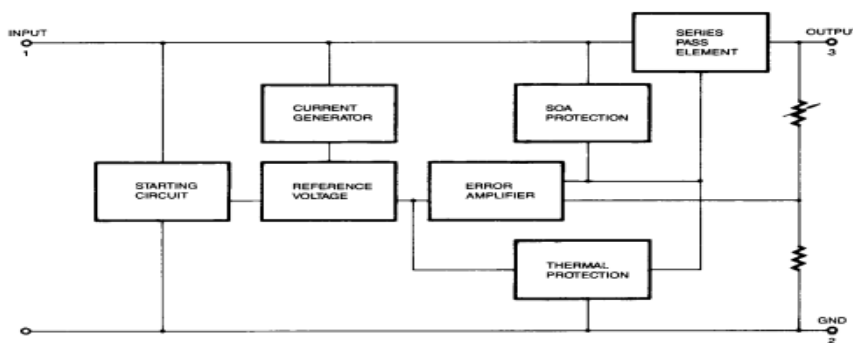 INPUT
1
SERIES
PASS
ELEMENT
OUTPUT
3
CURRENT
GENERATOR
SOA
PROTECTION
STARTING
CIRCUIT
REFERENCE
VOLTAGE
ERROR
AMPLIFIER
THERMAL
PROTECTION
GND
2